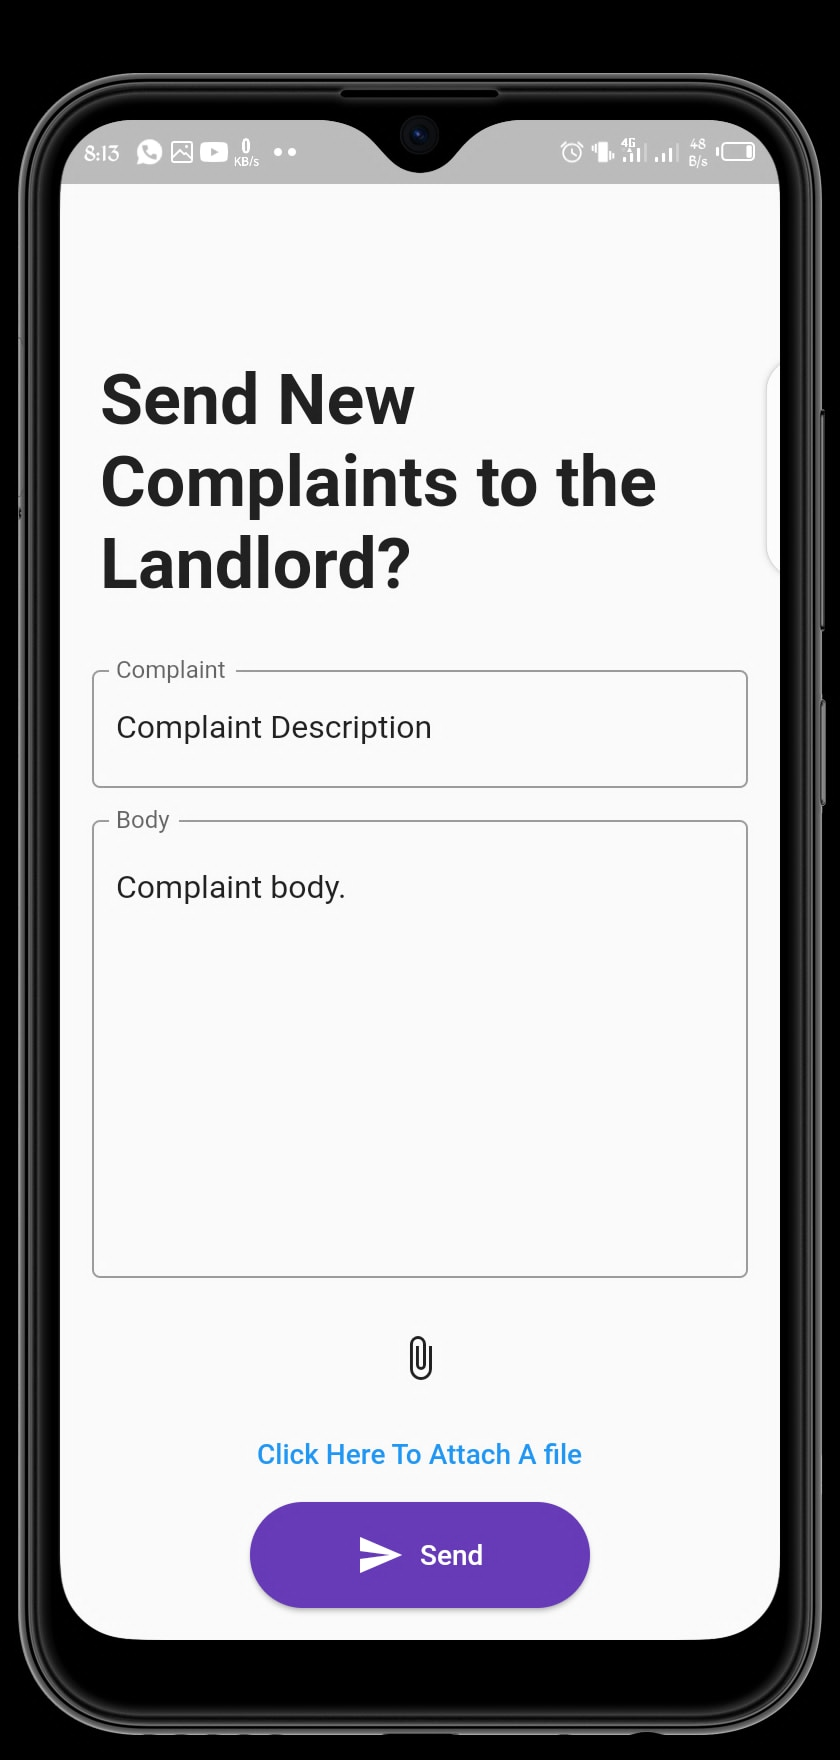 8:13 0 KB/s 4G 48 B/s
Send New
Complaints to the
Landlord?
Complaint
Complaint Description
Body
Complaint body.
Click Here To Attach A file
Send